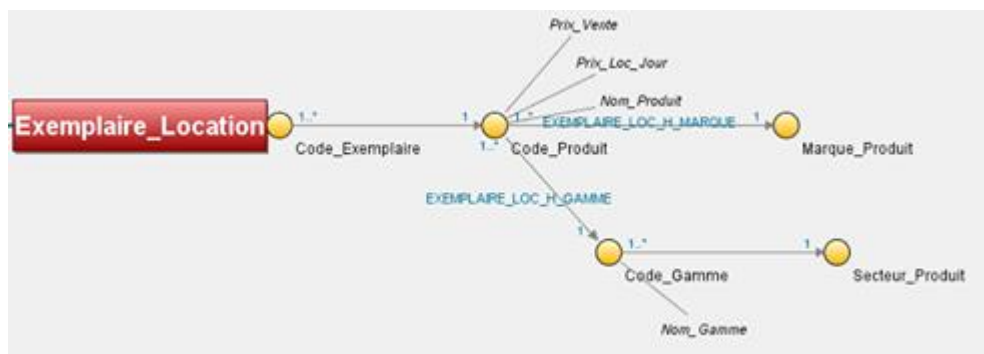 Prix_Vente
Prix_Loc_Jour
Nom_Produit
Exemplaire_Location
1..*
1
1..*
EXEMPLAIRE_LOC_H_MARQUE
1
Code_Exemplaire
1..*
Code_Produit
Marque_Produit
EXEMPLAIRE_LOC_H_GAMME
1
1..*
1
Code_Gamme
Secteur_Produit
Nom_Gamme